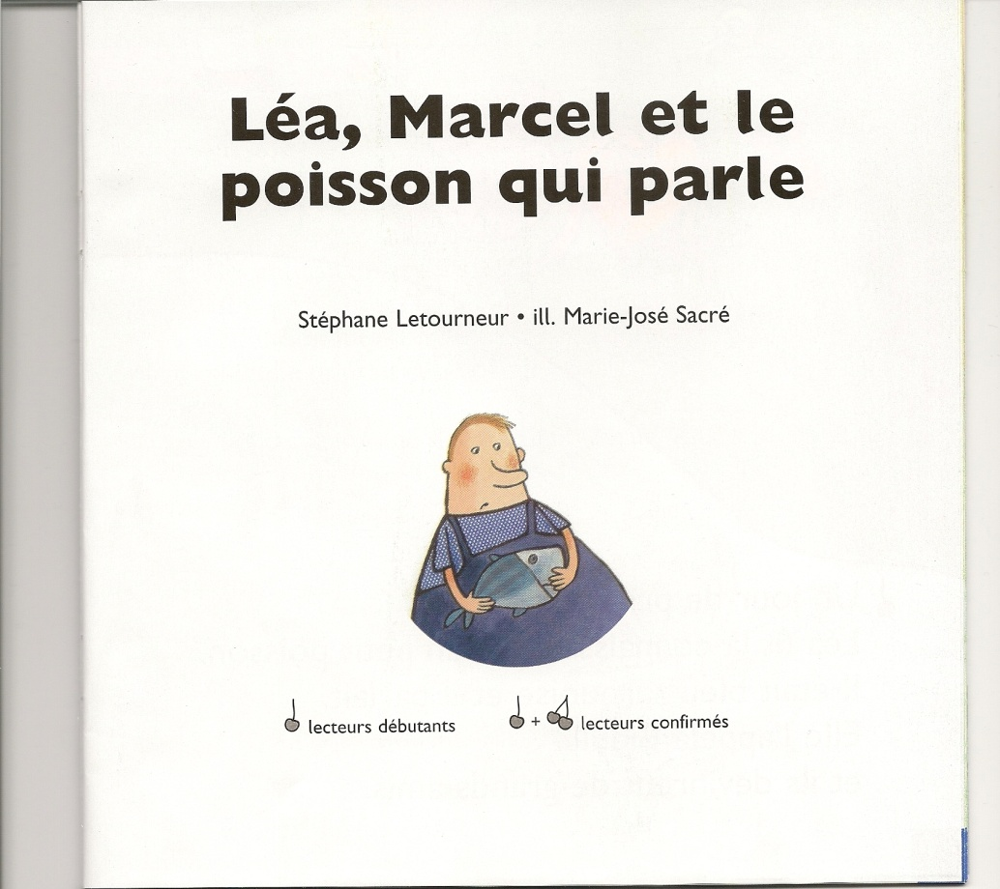 Léa, Marcel et le
poisson qui parle
Stéphane Letourneur • ill. Marie-José Sacré
lecteurs débutants
+ lecteurs confirmés